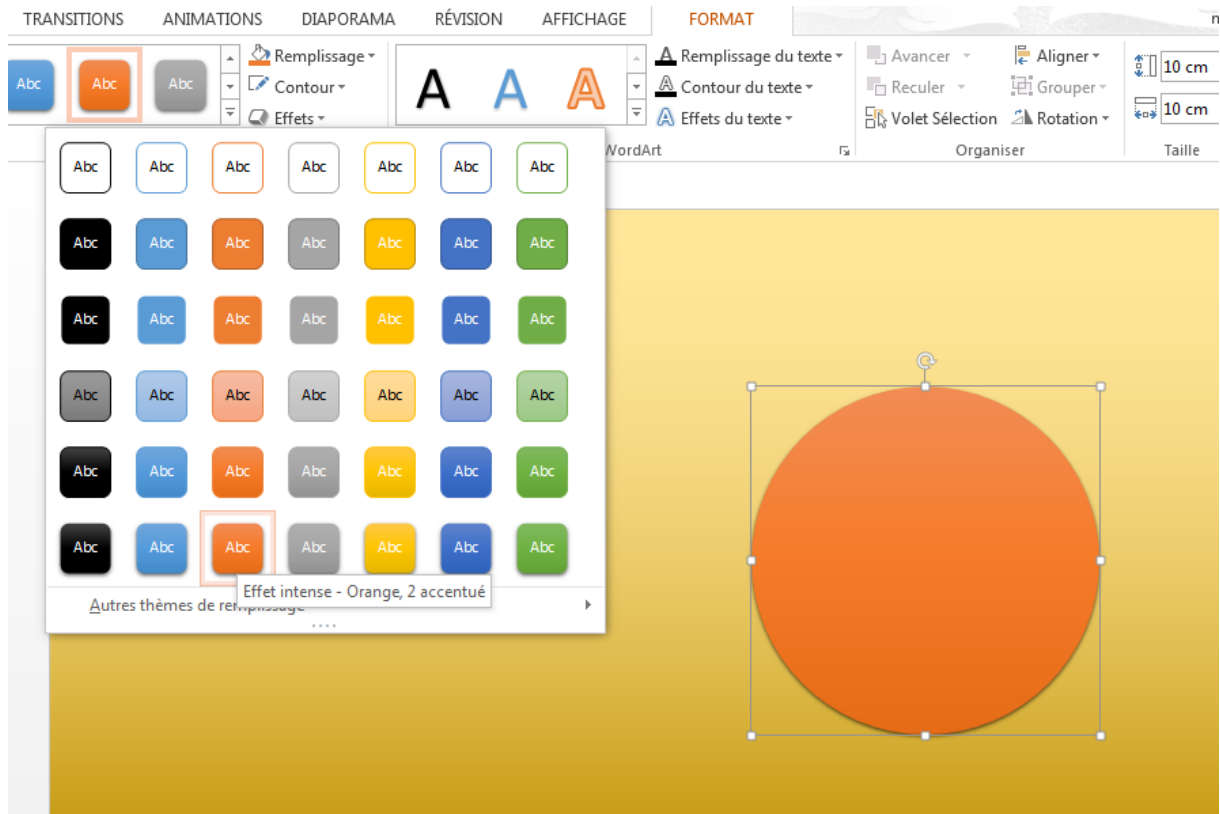 TRANSITIONS ANIMATIONS DIAPORAMA RÉVISION AFFICHAGE FORMAT
Abc Abc Abc
Remplissage
Contour
Effets
A A A
Remplissage du texte
Contour du texte
Effets du texte
WordArt
Avancer
Reculer
Volet Sélection
Aligner
Grouper
Rotation
Organiser
10 cm
10 cm
Taille
Abc Abc Abc Abc Abc Abc Abc
Abc Abc Abc Abc Abc Abc Abc
Abc Abc Abc Abc Abc Abc Abc
Abc Abc Abc Abc Abc Abc Abc
Abc Abc Abc Abc Abc Abc Abc
Abc Abc Abc Abc Abc Abc Abc
Effet intense - Orange, 2 accentué
Autres thèmes de remplissage